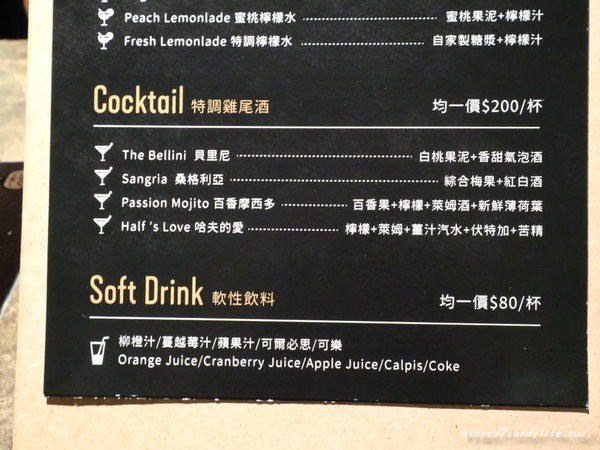 Peach Lemonlade 蜜桃檸檬水 蜜桃果泥+檸檬汁
Fresh Lemonlade 特調檸檬水 自家製糖漿+檸檬汁
Cocktail 特調雞尾酒 均一價$200/杯
The Bellini 貝里尼 白桃果泥+香甜氣泡酒
Sangria 桑格利亞 綜合梅果+紅白酒
Passion Mojito 百香摩西多 百香果+檸檬+萊姆酒+新鮮薄荷葉
Half 's Love 哈夫的愛 檸檬+萊姆+薑汁汽水+伏特加+苦精
Soft Drink 軟性飲料 均一價$80/杯
柳橙汁/蔓越莓汁/蘋果汁/可爾必思/可樂
Orange Juice/Cranberry Juice/Apple Juice/Calpis/Coke
https://candylife.tw/